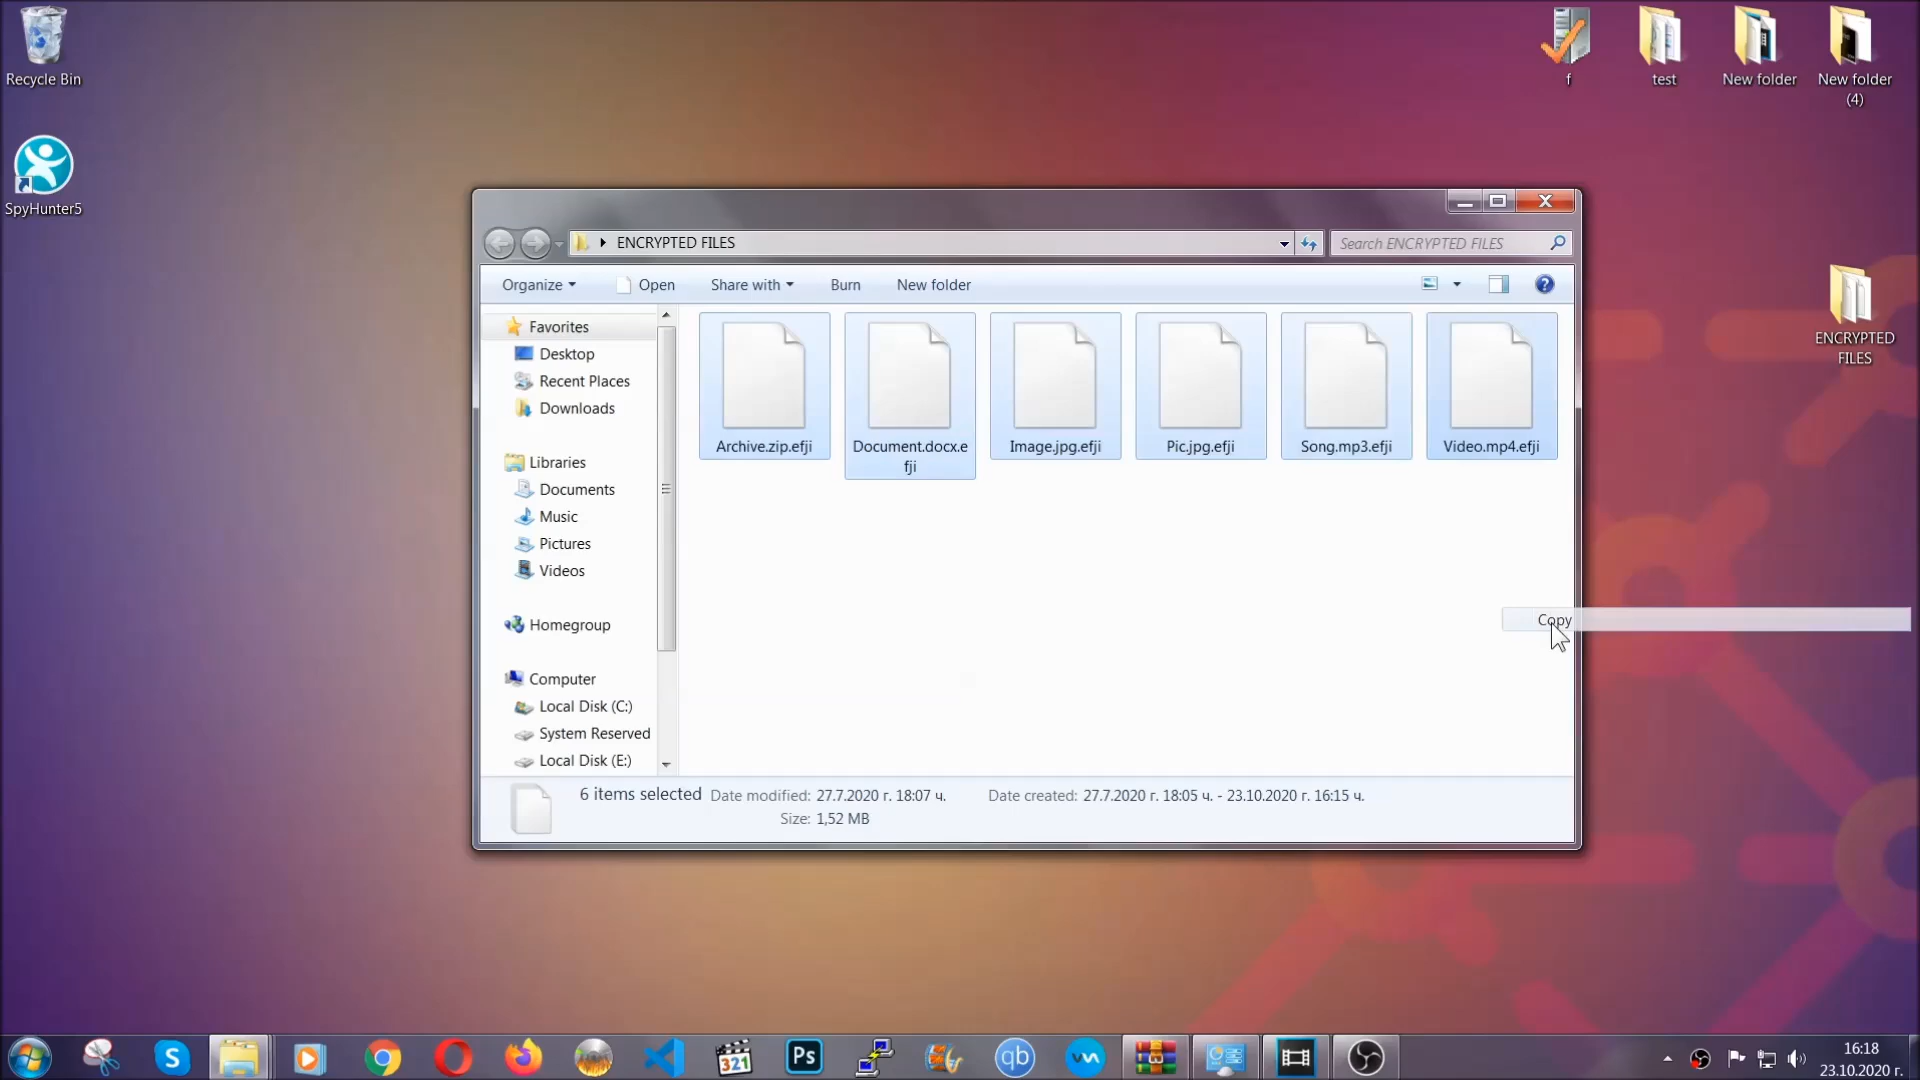 Recycle Bin
SpyHunter5
f
test
New folder
New folder
(4)
ENCRYPTED
FILES
ENCRYPTED FILES
Search ENCRYPTED FILES
Organize
Open
Share with
Burn
New folder
Favorites
Desktop
Recent Places
Downloads
Libraries
Documents
Music
Pictures
Videos
Homegroup
Computer
Local Disk (C:)
System Reserved
Local Disk (E:)
Archive.zip.efji
Document.docx.e
fji
Image.jpg.efji
Pic.jpg.efji
Song.mp3.efji
Video.mp4.efji
Copy
6 items selected
Date modified: 27.7.2020 г. 18:07 ч.
Date created: 27.7.2020 г. 18:05 ч. - 23.10.2020 г. 16:15 ч.
Size: 1,52 MB
S
321
Ps
qb
16:18
23.10.2020 г.